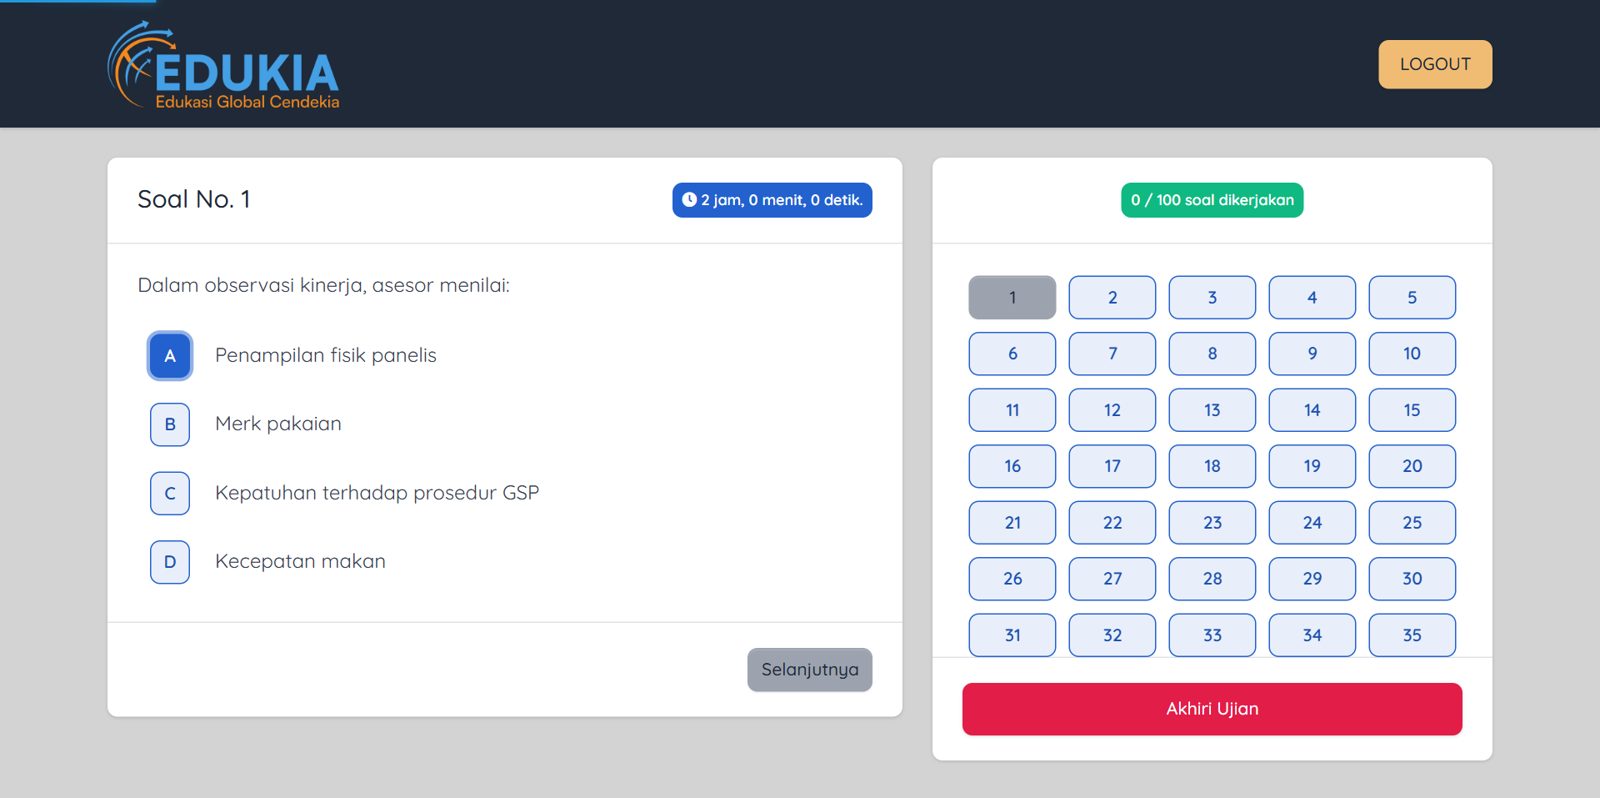 EDUKIA
Edukasi Global Cendekia
LOGOUT
Soal No. 1
2 jam, 0 menit, 0 detik.
Dalam observasi kinerja, asesor menilai:
A Penampilan fisik panelis
B Merk pakaian
C Kepatuhan terhadap prosedur GSP
D Kecepatan makan
Selanjutnya
0 / 100 soal dikerjakan
1 2 3 4 5
6 7 8 9 10
11 12 13 14 15
16 17 18 19 20
21 22 23 24 25
26 27 28 29 30
31 32 33 34 35
Akhiri Ujian